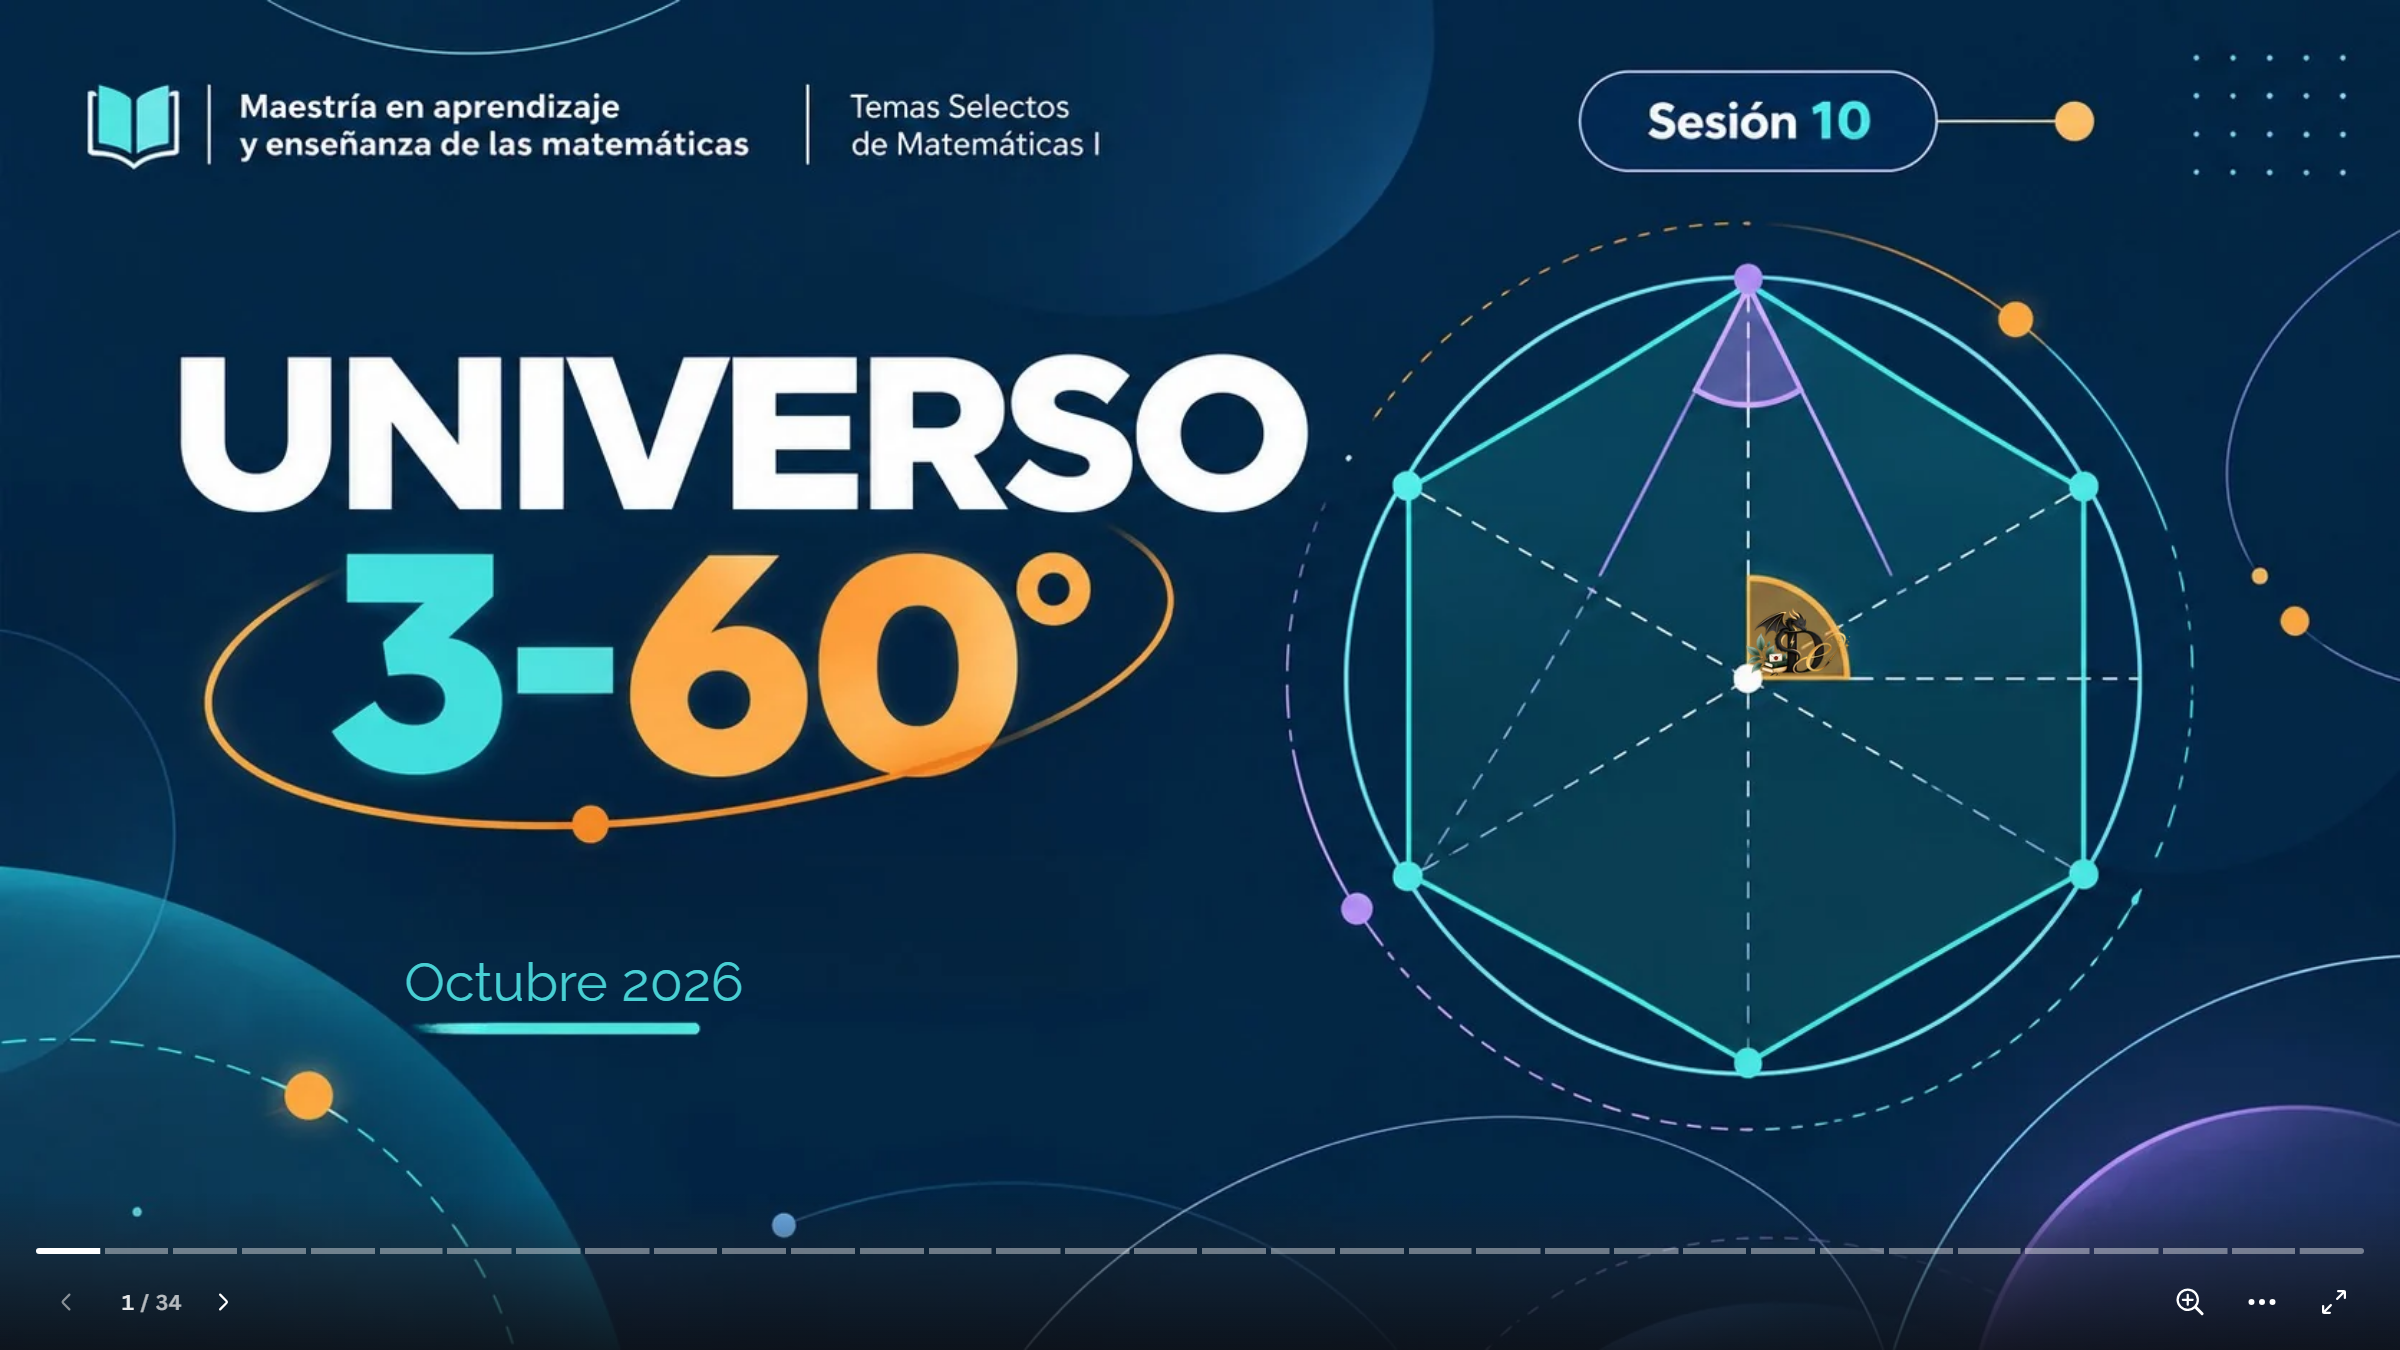 Maestría en aprendizaje
y enseñanza de las matemáticas
Temas Selectos
de Matemáticas I
Sesión 10
UNIVERSO
3-60°
Octubre 2026
1 / 34